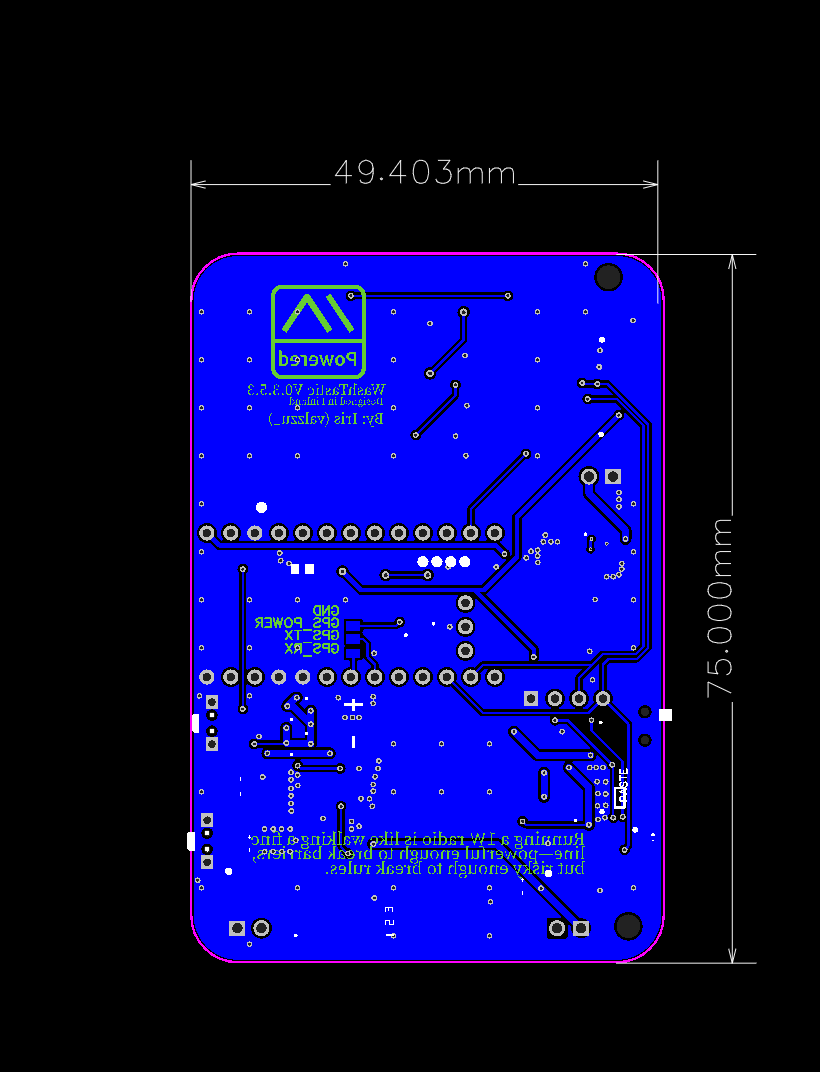 49.403mm
Powered
WashTastic V0.3.5.3
Designed in Finland
By: Iris (valzzu_)
75.000mm
GND
GPS_POWER
GPS_TX
GPS_RX
+
-
PASTE
Running a 1W radio is like walking a fine
line—powerful enough to break barriers,
but risky enough to break rules.